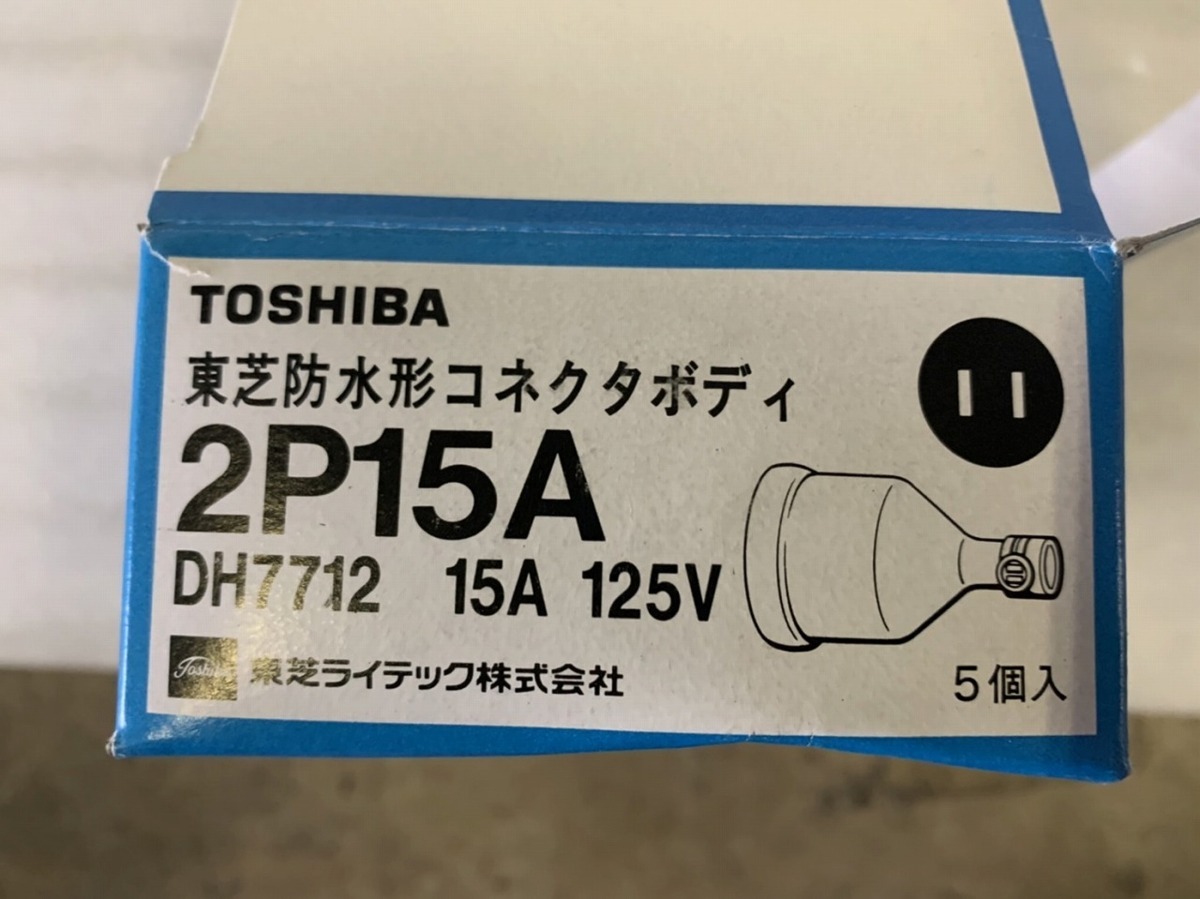 TOSHIBA
東芝防水形コネクタボディ
2P15A
DH7712 15A 125V
Toshiba 東芝ライテック株式会社
5個入